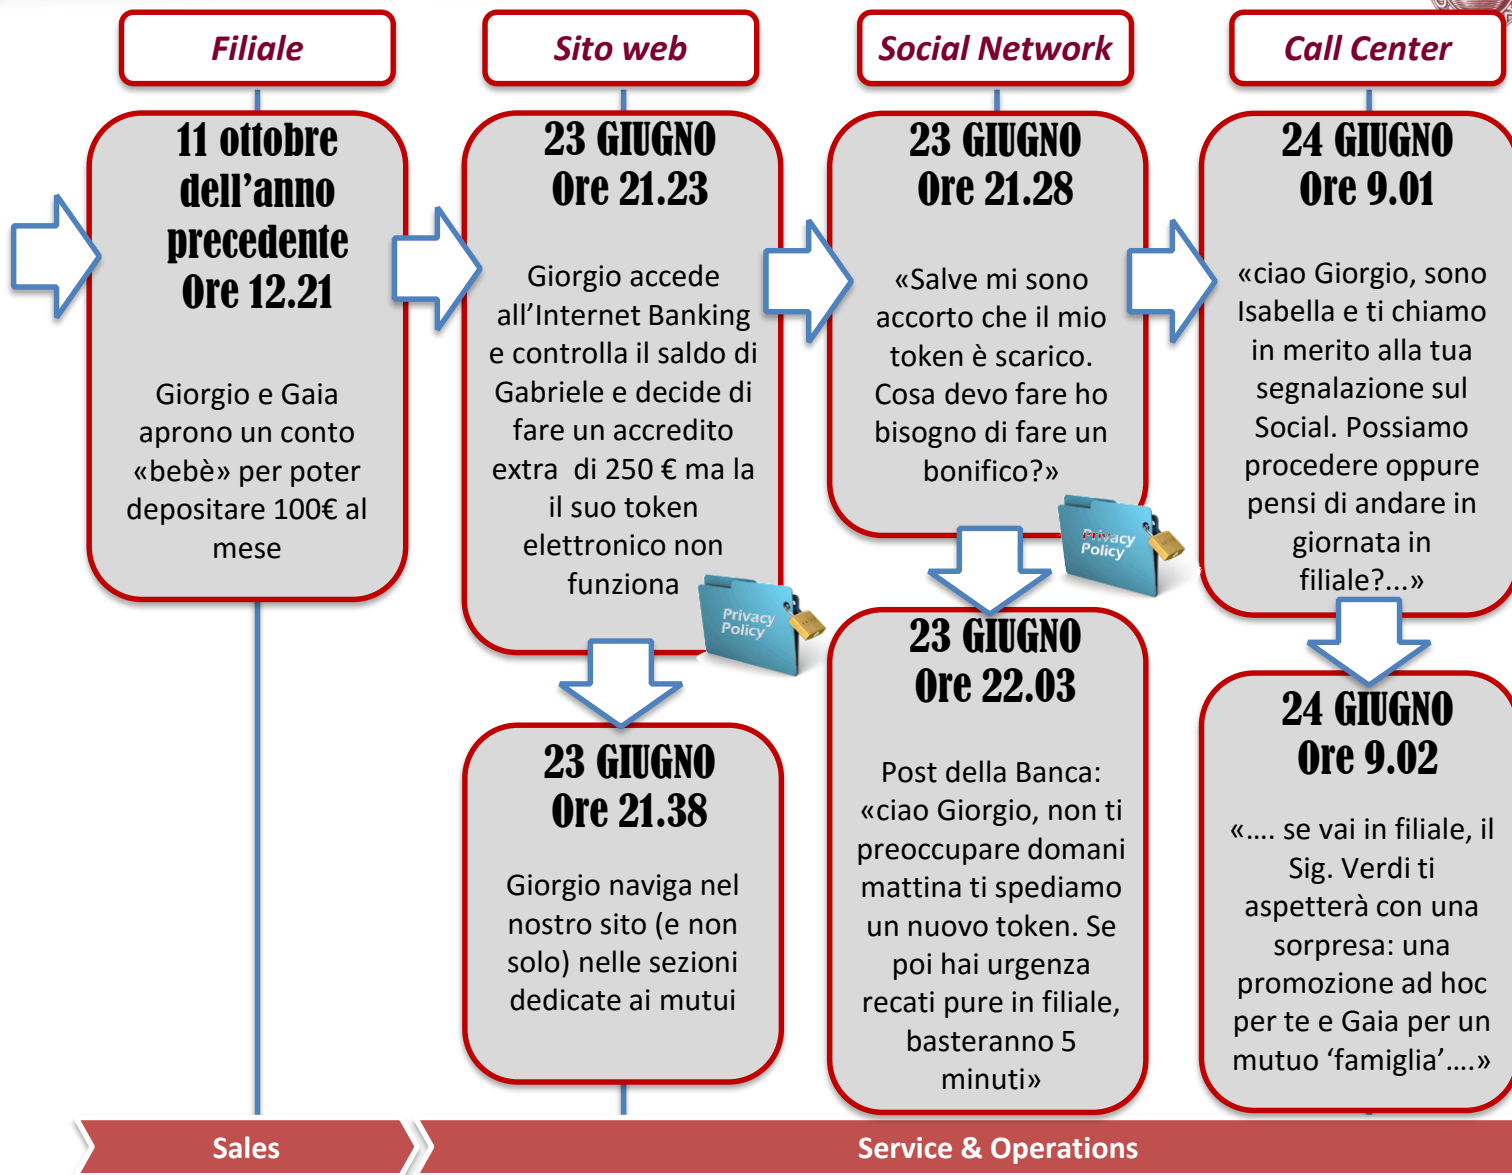 Filiale
Sito web
Social Network
Call Center
11 ottobre
dell’anno
precedente
Ore 12.21
Giorgio e Gaia
aprono un conto
«bebè» per poter
depositare 100€ al
mese
23 GIUGNO
Ore 21.23
Giorgio accede
all’Internet Banking
e controlla il saldo di
Gabriele e decide di
fare un accredito
extra di 250 € ma la
il suo token
elettronico non
funziona
Privacy
Policy
23 GIUGNO
Ore 21.38
Giorgio naviga nel
nostro sito (e non
solo) nelle sezioni
dedicate ai mutui
23 GIUGNO
Ore 21.28
«Salve mi sono
accorto che il mio
token è scarico.
Cosa devo fare ho
bisogno di fare un
bonifico?»
Privacy
Policy
23 GIUGNO
Ore 22.03
Post della Banca:
«ciao Giorgio, non ti
preoccupare domani
mattina ti spediamo
un nuovo token. Se
poi hai urgenza
recati pure in filiale,
basteranno 5
minuti»
24 GIUGNO
Ore 9.01
«ciao Giorgio, sono
Isabella e ti chiamo
in merito alla tua
segnalazione sul
Social. Possiamo
procedere oppure
pensi di andare in
giornata in
filiale?...»
24 GIUGNO
Ore 9.02
«.... se vai in filiale, il
Sig. Verdi ti
aspetterà con una
sorpresa: una
promozione ad hoc
per te e Gaia per un
mutuo ‘famiglia’....»
Sales
Service & Operations